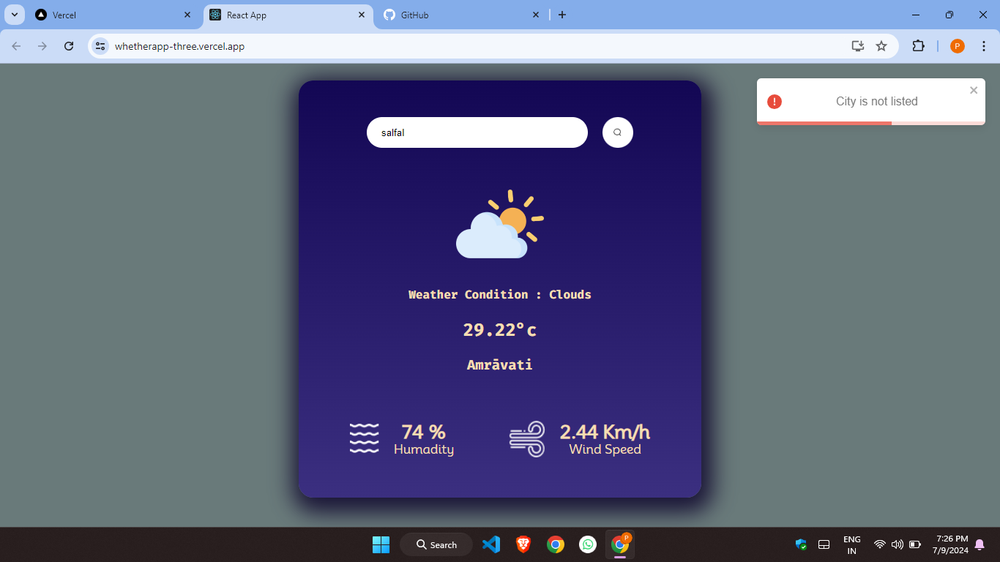 Vercel
React App
GitHub
whetherapp-three.vercel.app
P
City is not listed
salfal
Weather Condition : Clouds
29.22°c
Amrāvati
74 %
Humadity
2.44 Km/h
Wind Speed
Search
P
ENG
IN
7:26 PM
7/9/2024